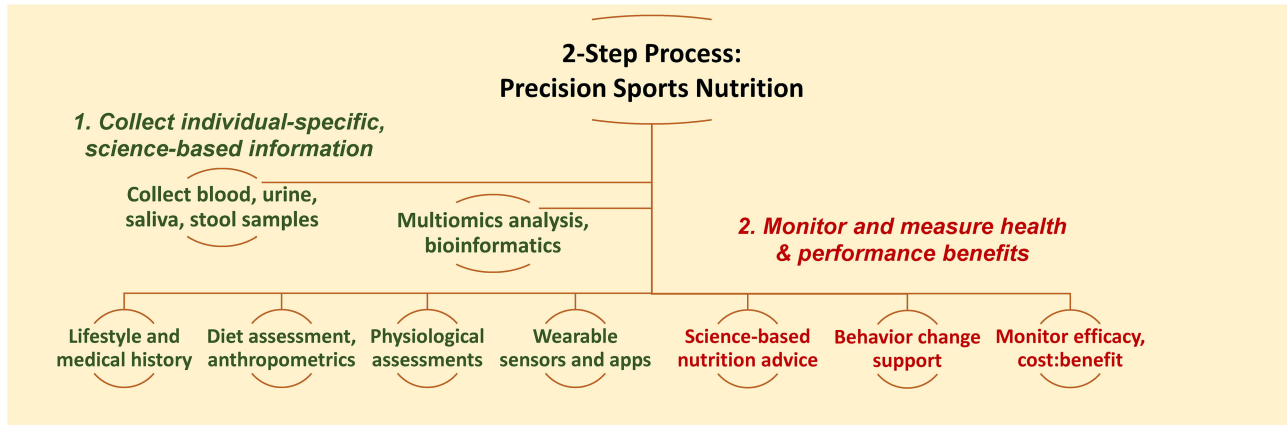 2-Step Process:
Precision Sports Nutrition
1. Collect individual-specific,
science-based information
Collect blood, urine,
saliva, stool samples
Multiomics analysis,
bioinformatics
2. Monitor and measure health
& performance benefits
Lifestyle and
medical history
Diet assessment,
anthropometrics
Physiological
assessments
Wearable
sensors and apps
Science-based
nutrition advice
Behavior change
support
Monitor efficacy,
cost:benefit